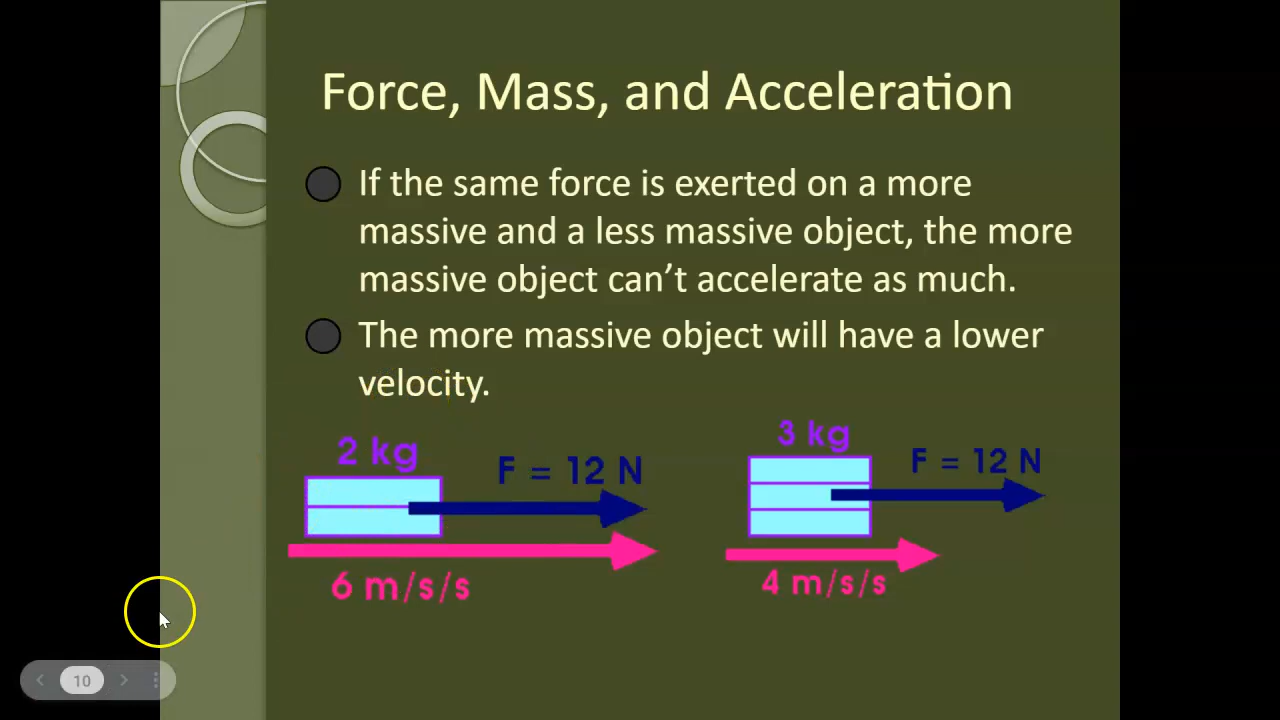 Force, Mass, and Acceleration
If the same force is exerted on a more
massive and a less massive object, the more
massive object can’t accelerate as much.
The more massive object will have a lower
velocity.
2 kg
F = 12 N
6 m/s/s
3 kg
F = 12 N
4 m/s/s
10